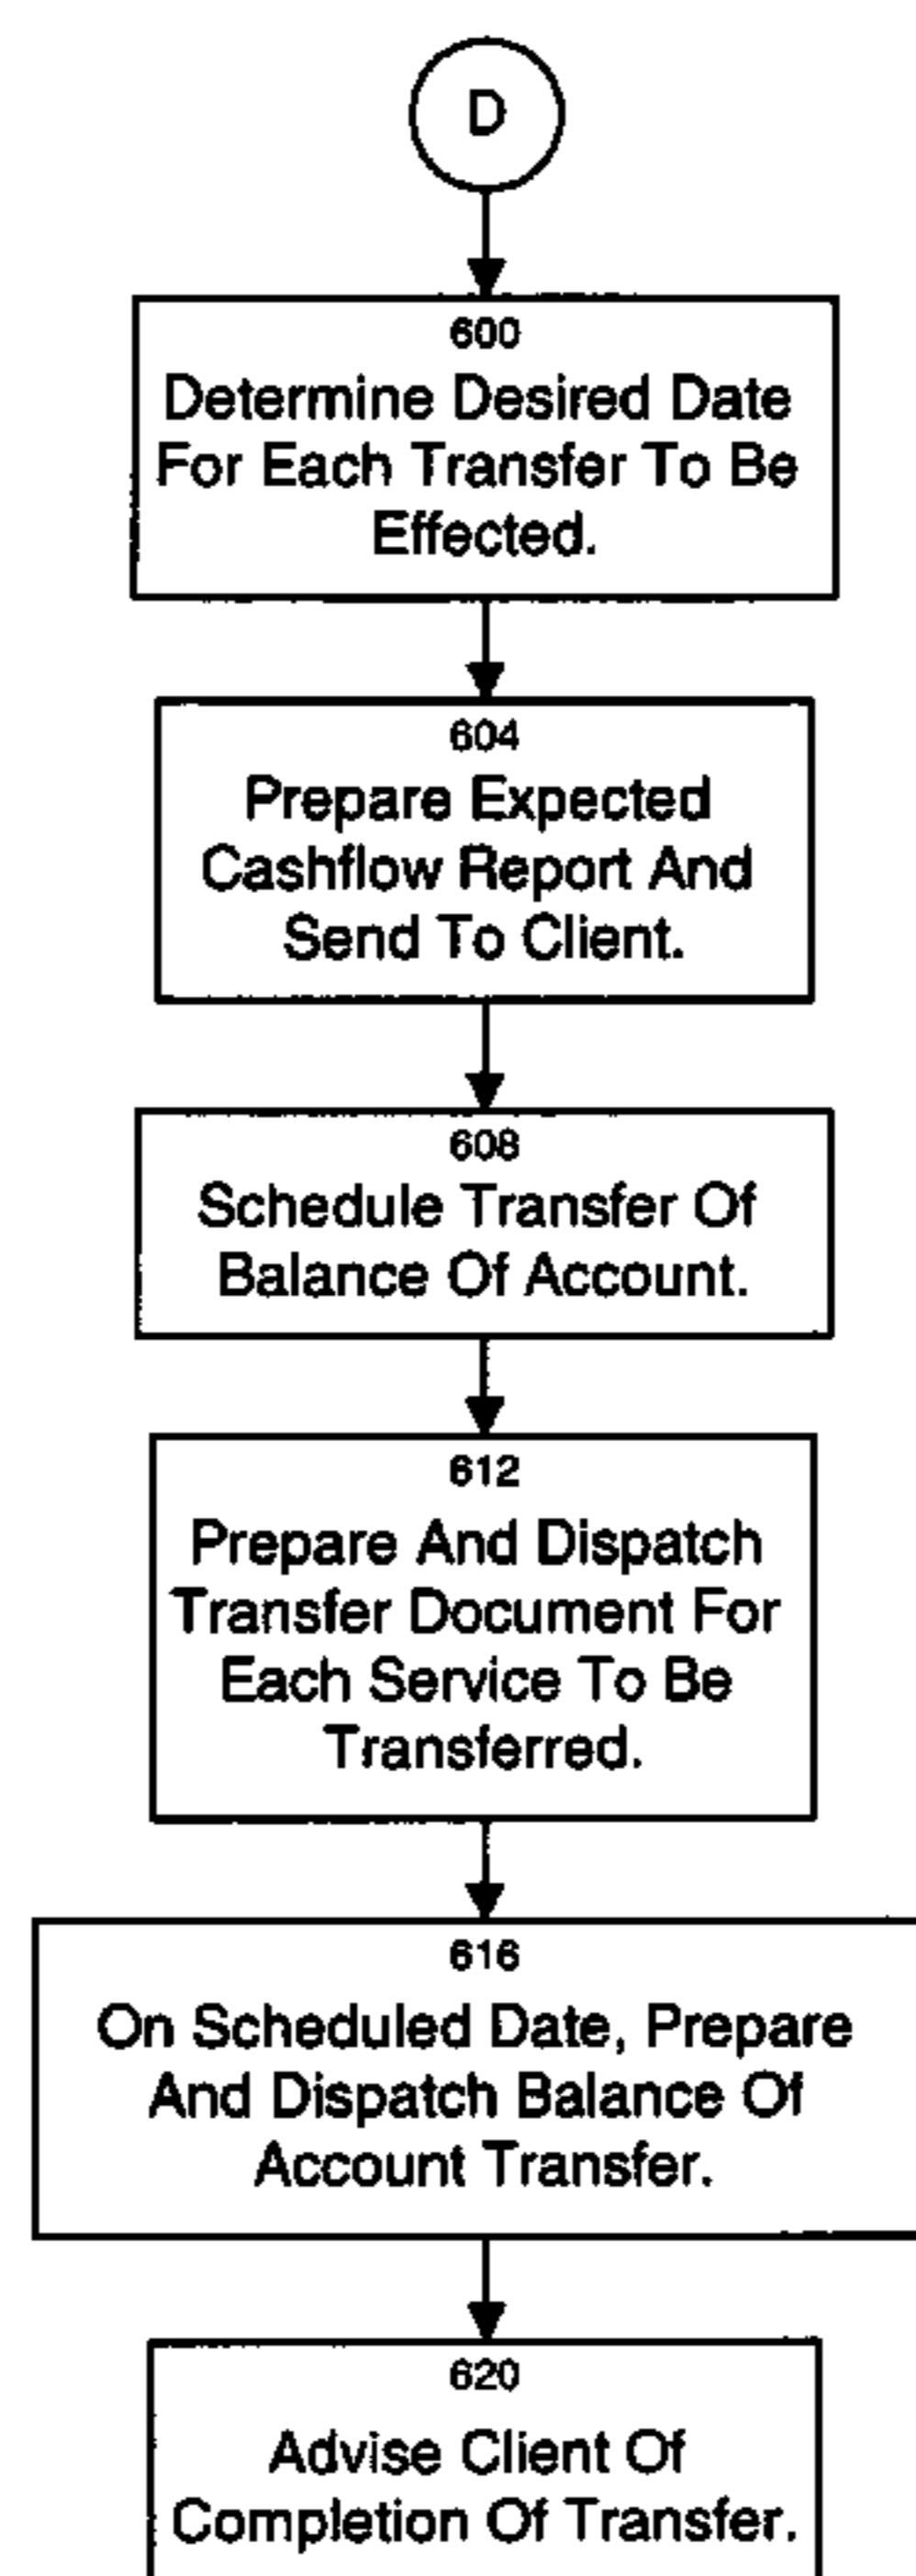 D
600
Determine Desired Date
For Each Transfer To Be
Effected.
604
Prepare Expected
Cashflow Report And
Send To Client.
608
Schedule Transfer Of
Balance Of Account.
612
Prepare And Dispatch
Transfer Document For
Each Service To Be
Transferred.
616
On Scheduled Date, Prepare
And Dispatch Balance Of
Account Transfer.
620
Advise Client Of
Completion Of Transfer.